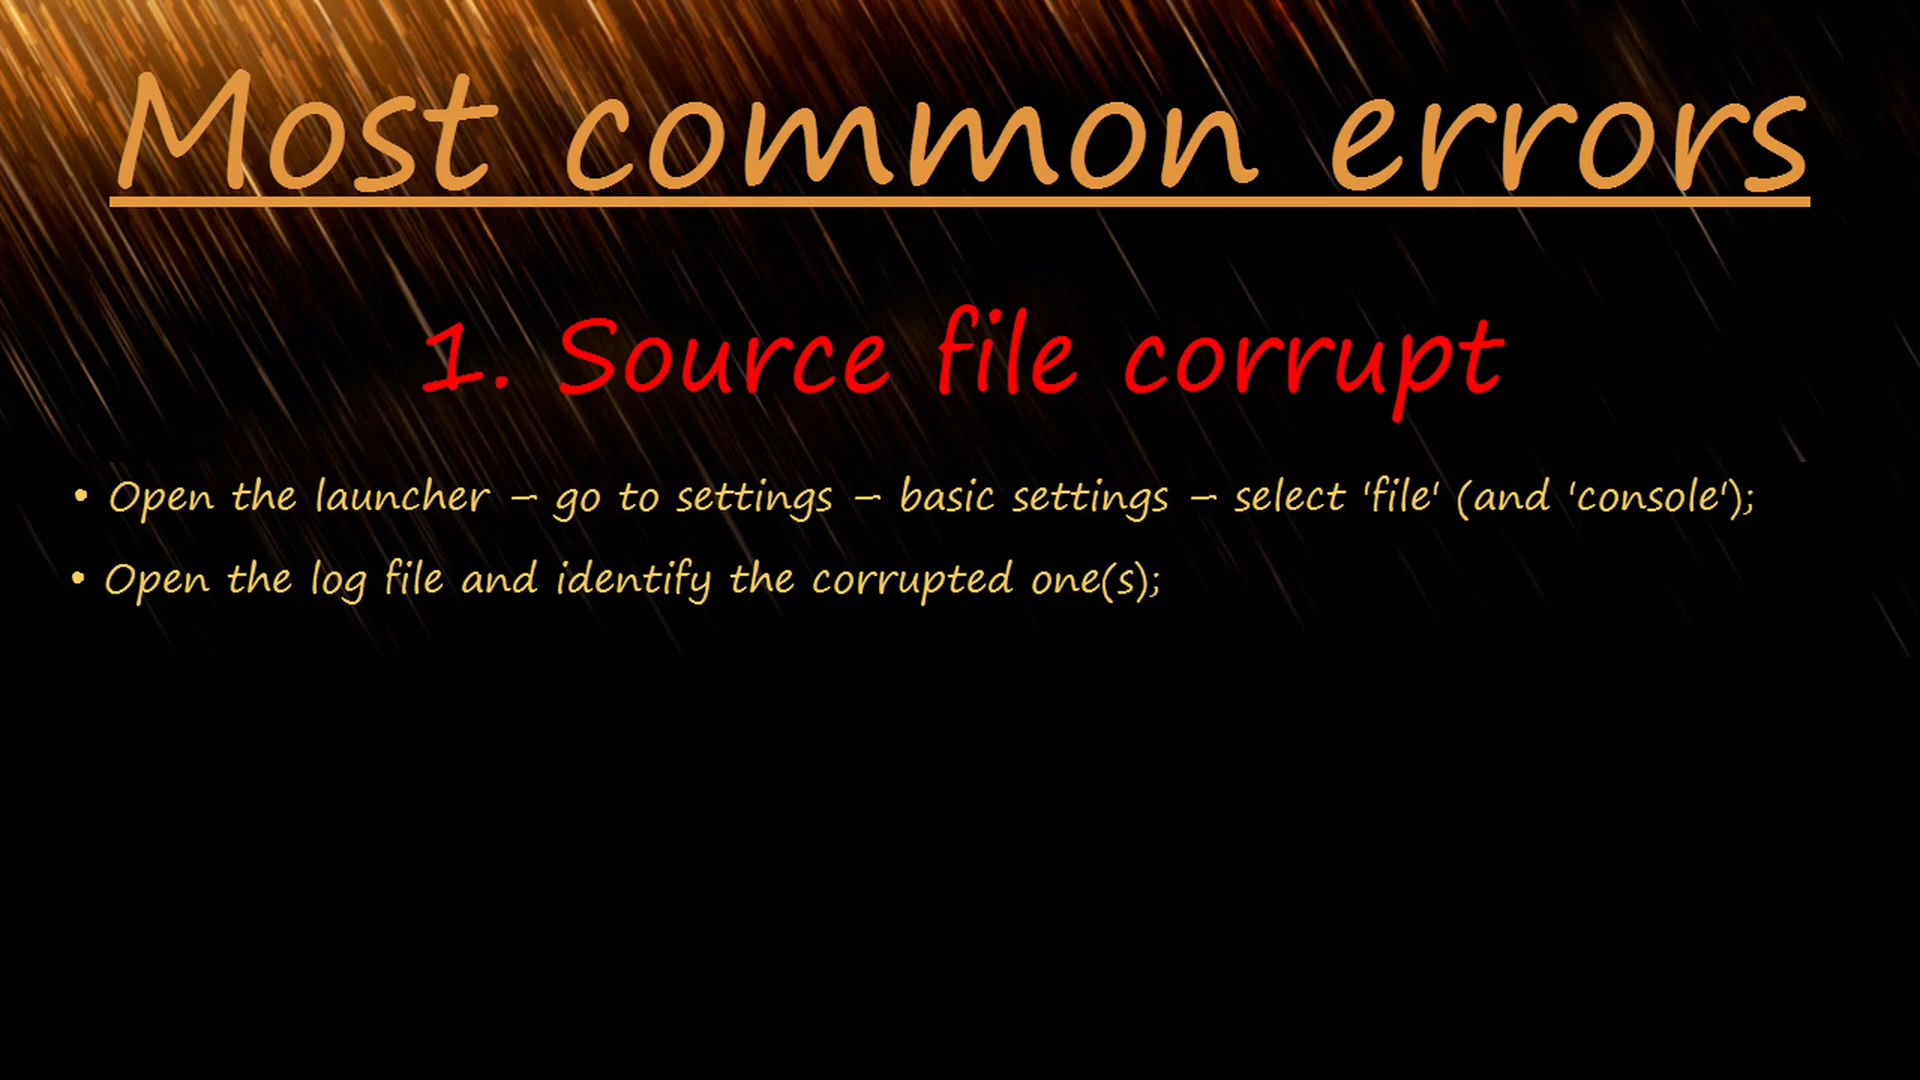 Most common errors
1. Source file corrupt
• Open the launcher – go to settings – basic settings – select 'file' (and 'console');
• Open the log file and identify the corrupted one(s);